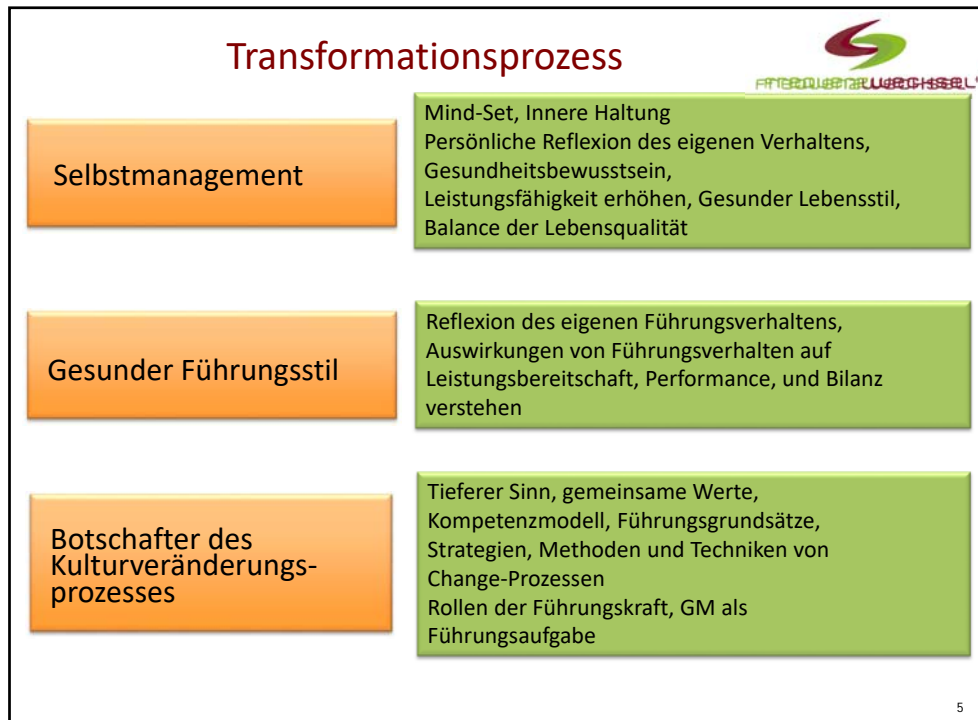 Transformationsprozess
Selbstmanagement
Mind-Set, Innere Haltung
Persönliche Reflexion des eigenen Verhaltens,
Gesundheitsbewusstsein,
Leistungsfähigkeit erhöhen, Gesunder Lebensstil,
Balance der Lebensqualität
Gesunder Führungsstil
Reflexion des eigenen Führungsverhaltens,
Auswirkungen von Führungsverhalten auf
Leistungsbereitschaft, Performance, und Bilanz
verstehen
Botschafter des
Kulturveränderungs-
prozesses
Tieferer Sinn, gemeinsame Werte,
Kompetenzmodell, Führungsgrundsätze,
Strategien, Methoden und Techniken von
Change-Prozessen
Rollen der Führungskraft, GM als
Führungsaufgabe
5